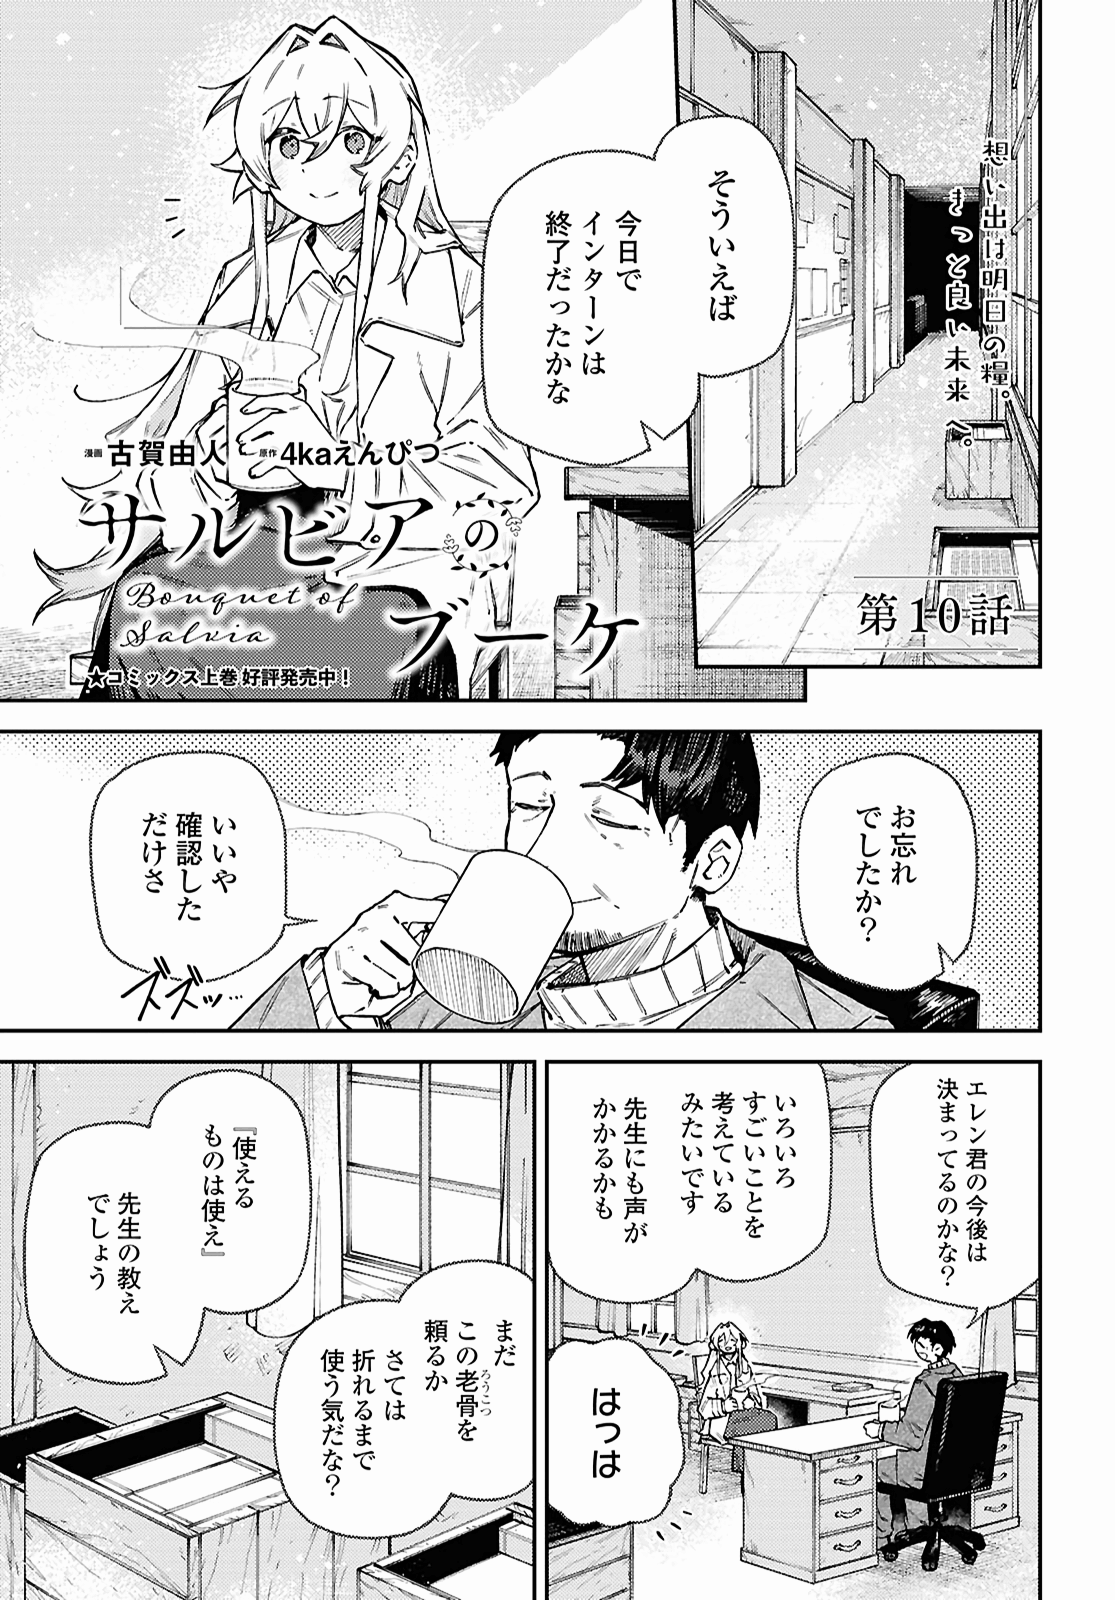 想い出は明日の糧。
きっと良い未来へ。
第10話
そういえば
今日で
インターンは
終了だったかな
漫画 古賀由人 原作 4kaえんぴつ
サルビアの
ブーケ
Bouquet of
Salvia
★コミックス上巻 好評発売中！
お忘れ
でしたか？
いいや
確認した
だけさ
ズズッ…
エレン君の今後は
決まってるのかな？
いろいろ
すごいことを
考えている
みたいです
先生にも声が
かかるかも
はっは
まだ
この老骨を
ろうこつ
頼るか
さては
折れるまで
使う気だな？
『使える
ものは使え』
先生の教え
でしょう